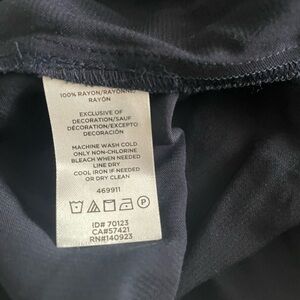 100% RAYON/RAYONNE
RAYÓN
EXCLUSIVE OF
DECORATION/SAUF
DÉCORATION/EXCEPTO
DECORACIÓN
MACHINE WASH COLD
ONLY NON-CHLORINE
BLEACH WHEN NEEDED
LINE DRY
COOL IRON IF NEEDED
OR DRY CLEAN
469911
P
ID# 70123
CA#57421
RN#140923